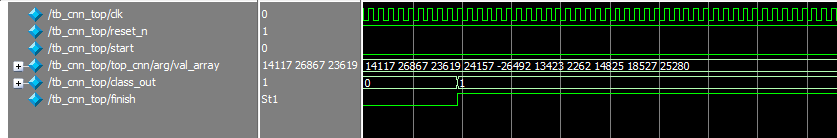 /tb_cnn_top/clk 0
/tb_cnn_top/reset_n 1
/tb_cnn_top/start 0
/tb_cnn_top/top_cnn/arg/val_array 14117 26867 23619 14117 26867 23619 24157 -26492 13423 2262 14825 18527 25280
/tb_cnn_top/class_out 1 0 1
/tb_cnn_top/finish St1